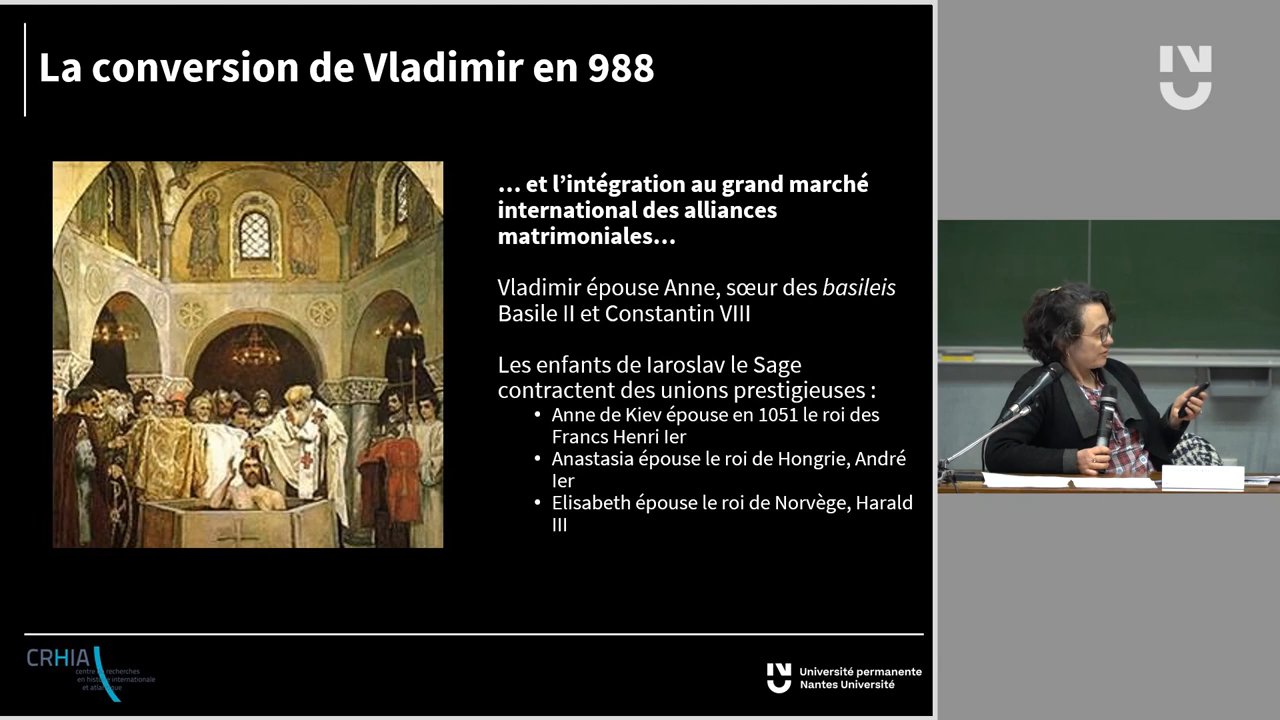 La conversion de Vladimir en 988
… et l’intégration au grand marché
international des alliances
matrimoniales…
Vladimir épouse Anne, sœur des basileis
Basile II et Constantin VIII
Les enfants de Iaroslav le Sage
contractent des unions prestigieuses :
• Anne de Kiev épouse en 1051 le roi des
Francs Henri Ier
• Anastasia épouse le roi de Hongrie, André
Ier
• Elisabeth épouse le roi de Norvège, Harald
III
CRHIA
centre de recherches
en histoire internationale
et atlantique
Université permanente
Nantes Université